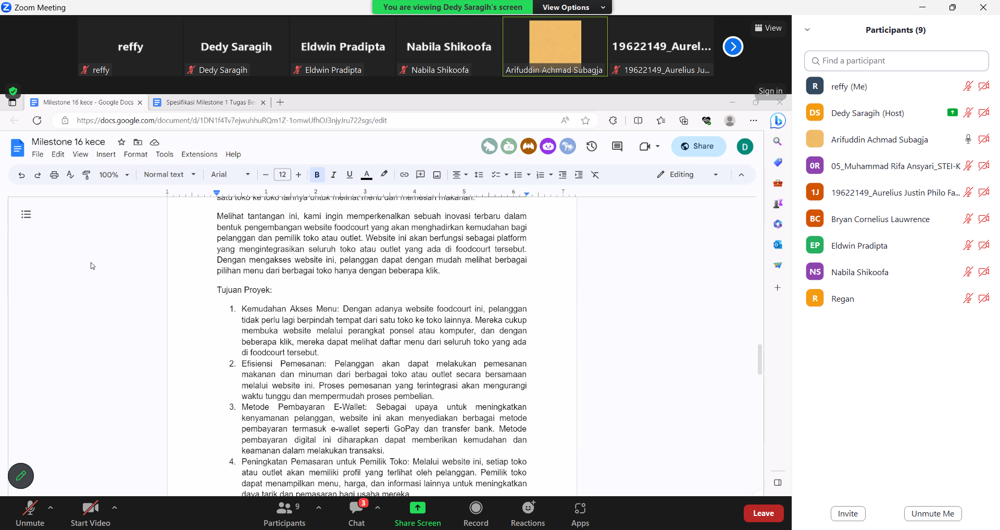 Zoom Meeting
You are viewing Dedy Saragih's screen
View Options
View
reffy
Dedy Saragih
Eldwin Pradipta
Nabila Shikoofa
19622149_Aurel...
reffy
Dedy Saragih
Eldwin Pradipta
Nabila Shikoofa
Arifuddin Achmad Subagja
19622149_Aurelius Ju...
Sign in
Milestone 16 kece - Google Docs
Spesifikasi Milestone 1 Tugas Be
https://docs.google.com/document/d/1DN1f4Tv7ejwuhhuRQm1Z-1omwUfhOJ3njyJru722sgs/edit
Milestone 16 kece
File Edit View Insert Format Tools Extensions Help
Share
D
100%
Normal text
Arial
12
B I U A
Editing
1 1 2 3 4 5 6 7
satu toko ke toko lainnya untuk melihat menu dan memesan makanan.
Melihat tantangan ini, kami ingin memperkenalkan sebuah inovasi terbaru dalam
bentuk pengembangan website foodcourt yang akan menghadirkan kemudahan bagi
pelanggan dan pemilik toko atau outlet. Website ini akan berfungsi sebagai platform
yang mengintegrasikan seluruh toko atau outlet yang ada di foodcourt tersebut.
Dengan mengakses website ini, pelanggan dapat dengan mudah melihat berbagai
pilihan menu dari berbagai toko hanya dengan beberapa klik.
Tujuan Proyek:
1. Kemudahan Akses Menu: Dengan adanya website foodcourt ini, pelanggan
tidak perlu lagi berpindah tempat dari satu toko ke toko lainnya. Mereka cukup
membuka website melalui perangkat ponsel atau komputer, dan dengan
beberapa klik, mereka dapat melihat daftar menu dari seluruh toko yang ada
di foodcourt tersebut.
2. Efisiensi Pemesanan: Pelanggan akan dapat melakukan pemesanan
makanan dan minuman dari berbagai toko atau outlet secara bersamaan
melalui website ini. Proses pemesanan yang terintegrasi akan mengurangi
waktu tunggu dan mempermudah proses pembelian.
3. Metode Pembayaran E-Wallet: Sebagai upaya untuk meningkatkan
kenyamanan pelanggan, website ini akan menyediakan berbagai metode
pembayaran termasuk e-wallet seperti GoPay dan transfer bank. Metode
pembayaran digital ini diharapkan dapat memberikan kemudahan dan
keamanan dalam melakukan transaksi.
4. Peningkatan Pemasaran untuk Pemilik Toko: Melalui website ini, setiap toko
atau outlet akan memiliki profil yang terlihat oleh pelanggan. Pemilik toko
dapat menampilkan menu, harga, dan informasi lainnya untuk meningkatkan
daya tarik dan pemasaran bagi usaha mereka
Unmute
Start Video
9
Participants
3
Chat
Share Screen
Record
Reactions
Apps
Leave
Participants (9)
Find a participant
R reffy (Me)
DS Dedy Saragih (Host)
Arifuddin Achmad Subagja
0R 05_Muhammad Rifa Ansyari_STEI-K
1J 19622149_Aurelius Justin Philo Fa...
BC Bryan Cornelius Lauwrence
EP Eldwin Pradipta
NS Nabila Shikoofa
R Regan
Invite
Unmute Me